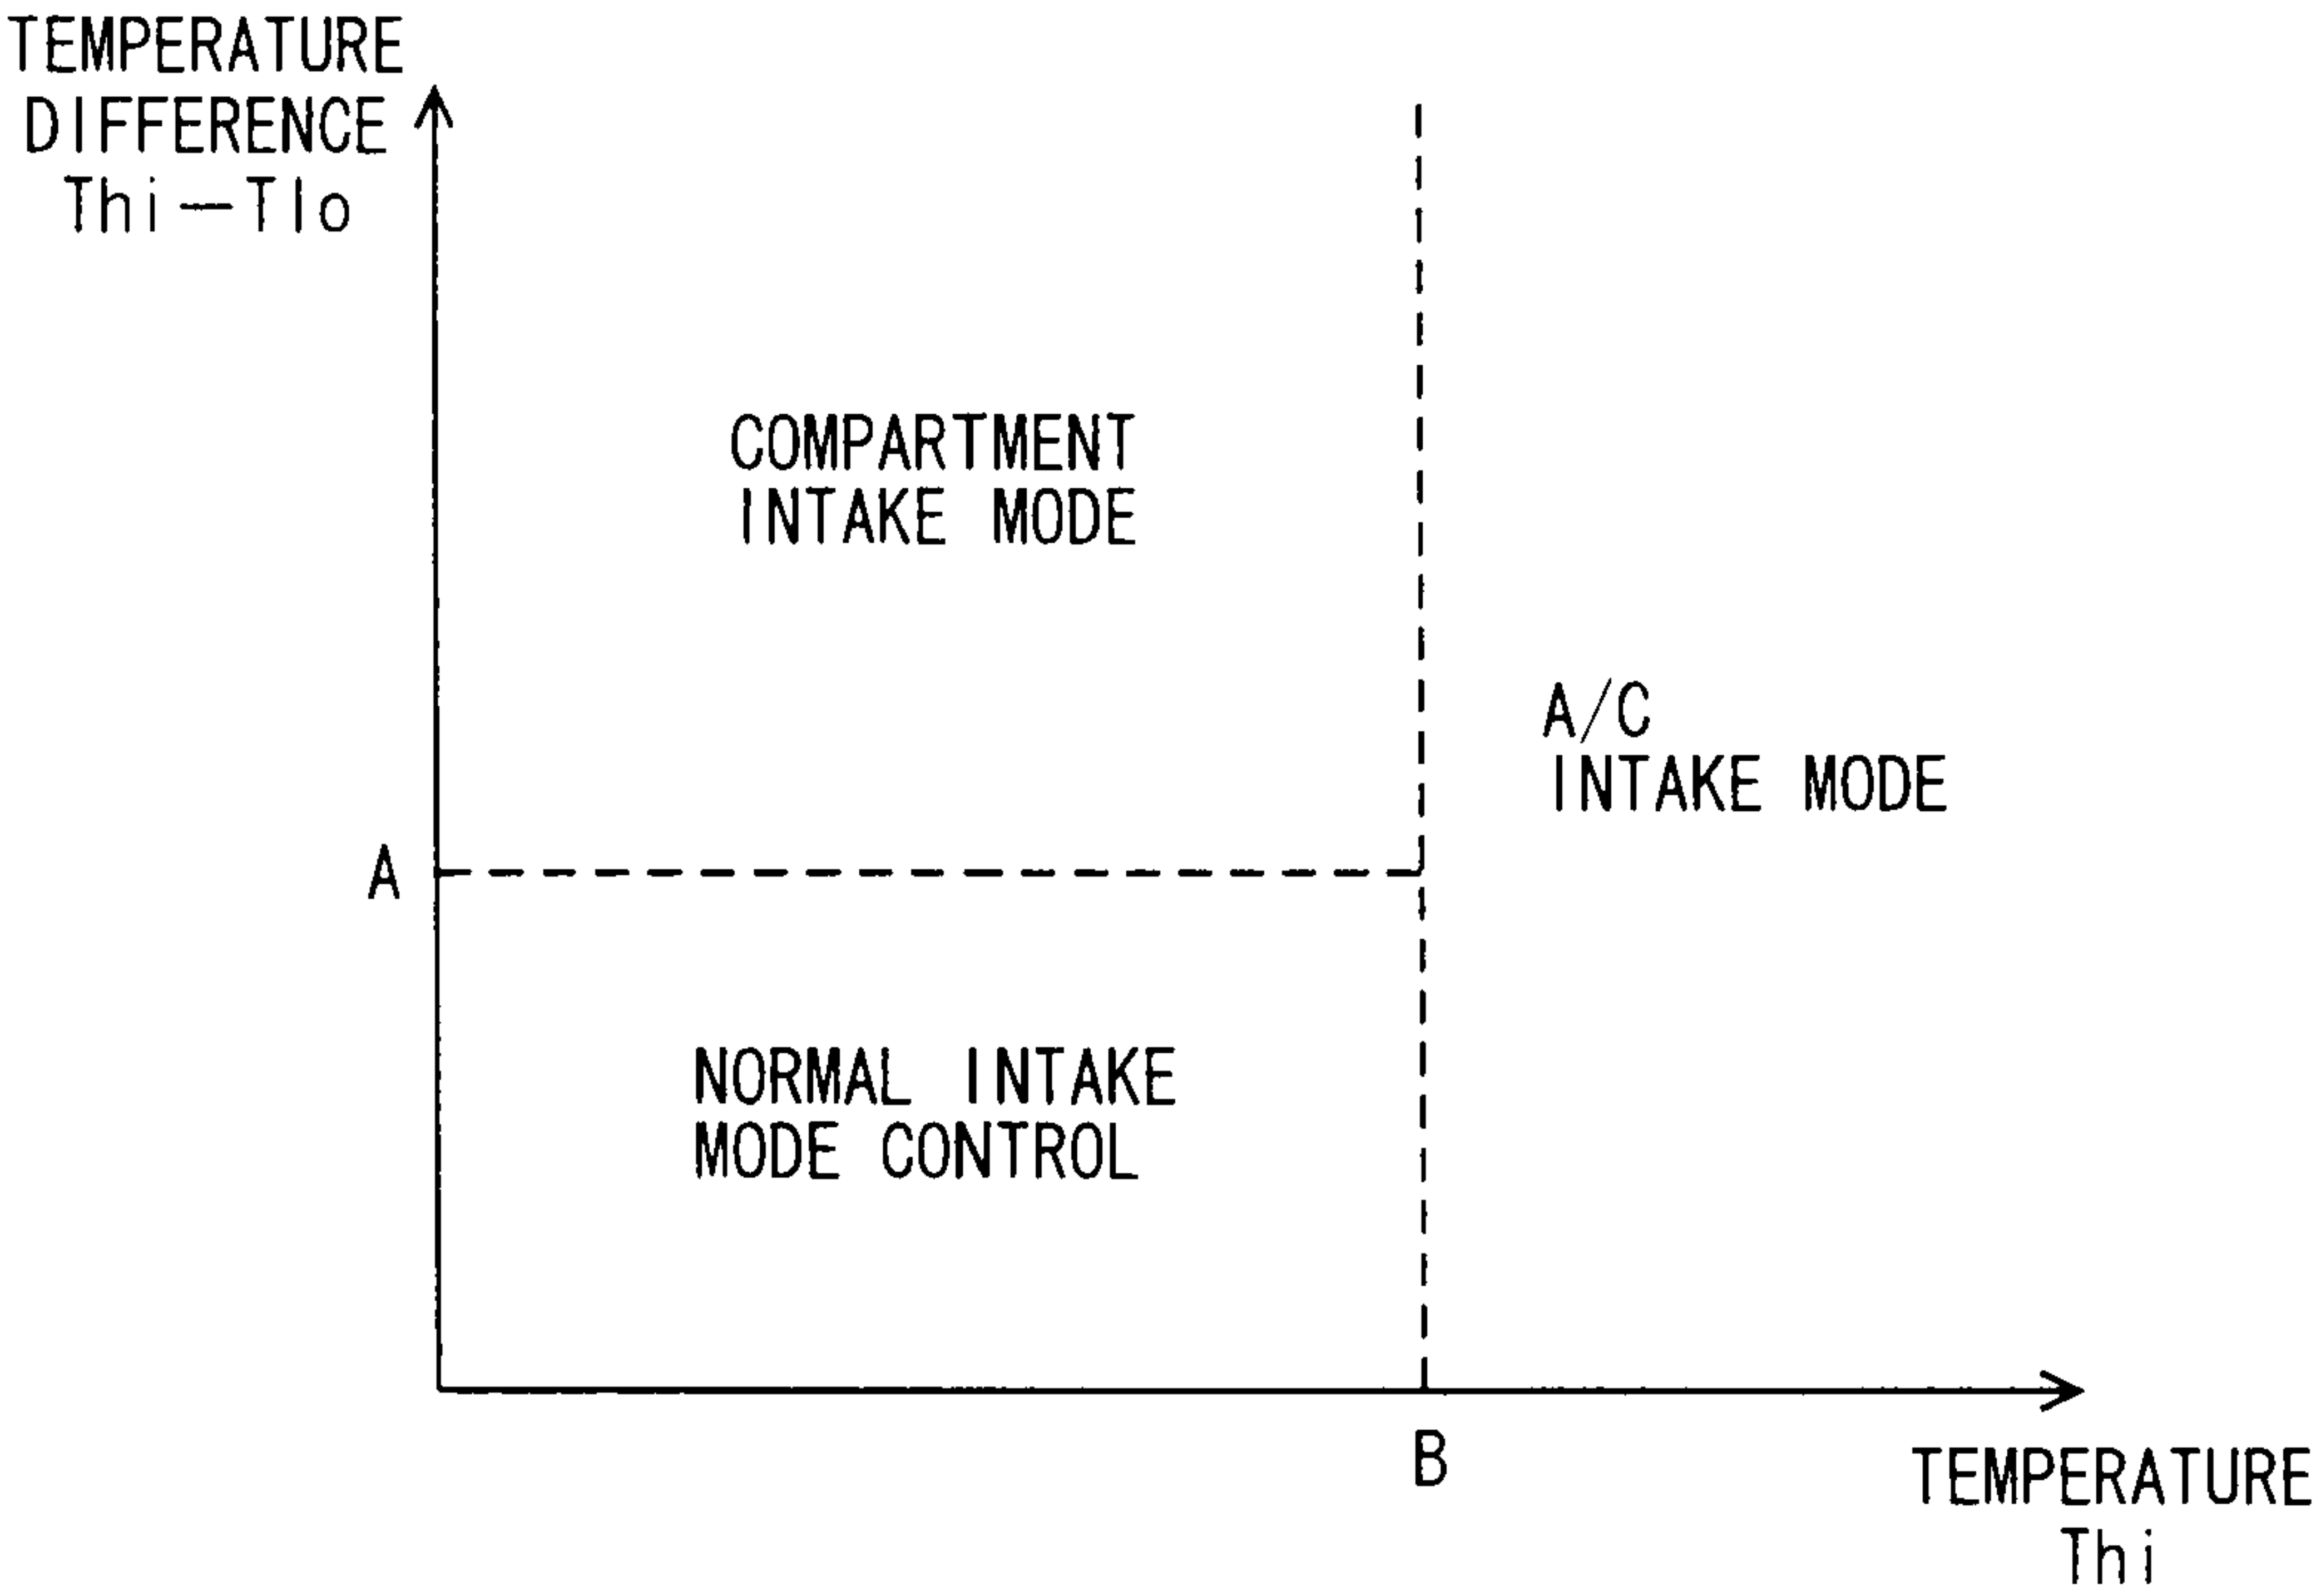 TEMPERATURE
DIFFERENCE
Thi—Tlo
COMPARTMENT
INTAKE MODE
A/C
INTAKE MODE
A
NORMAL INTAKE
MODE CONTROL
B
TEMPERATURE
Thi